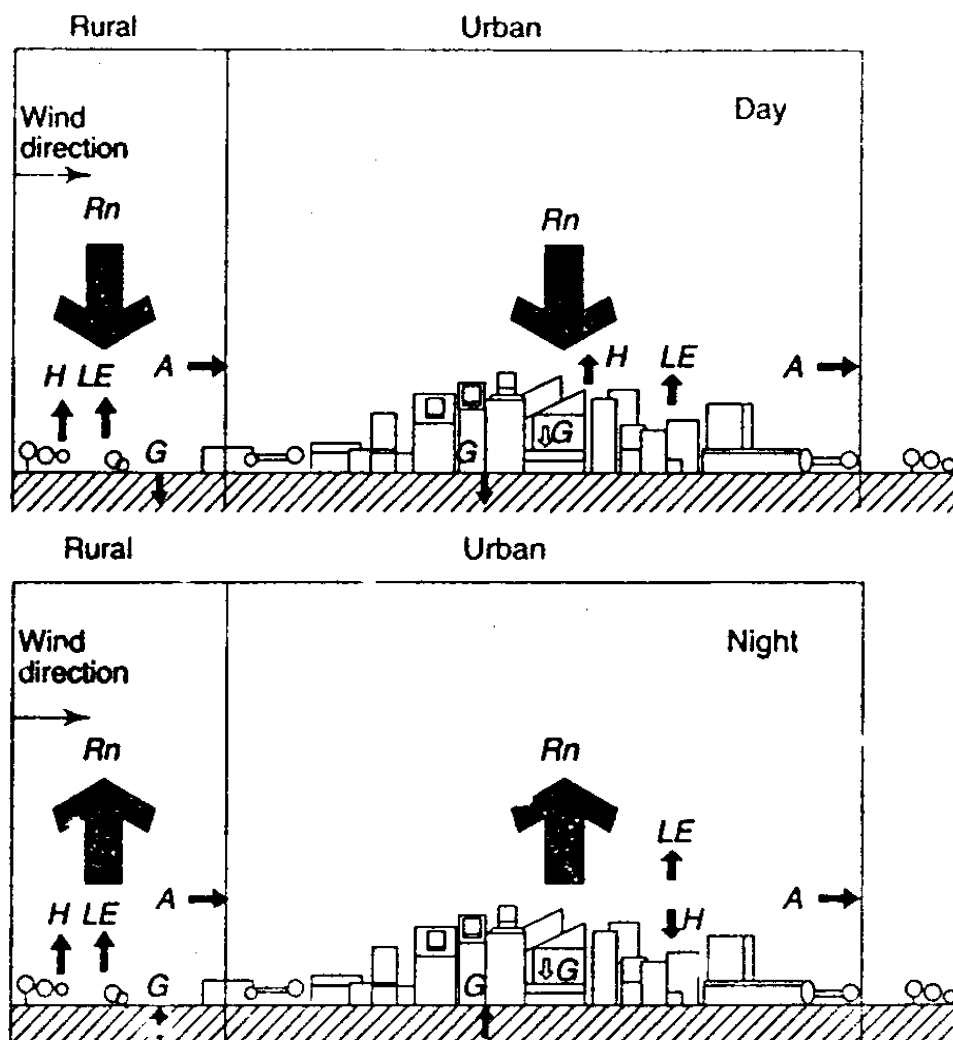 Rural Urban
Day
Wind
direction
Rn Rn
H LE A H LE A
G G G
Rural Urban
Night
Wind
direction
Rn Rn
LE
H LE A H A
G G G